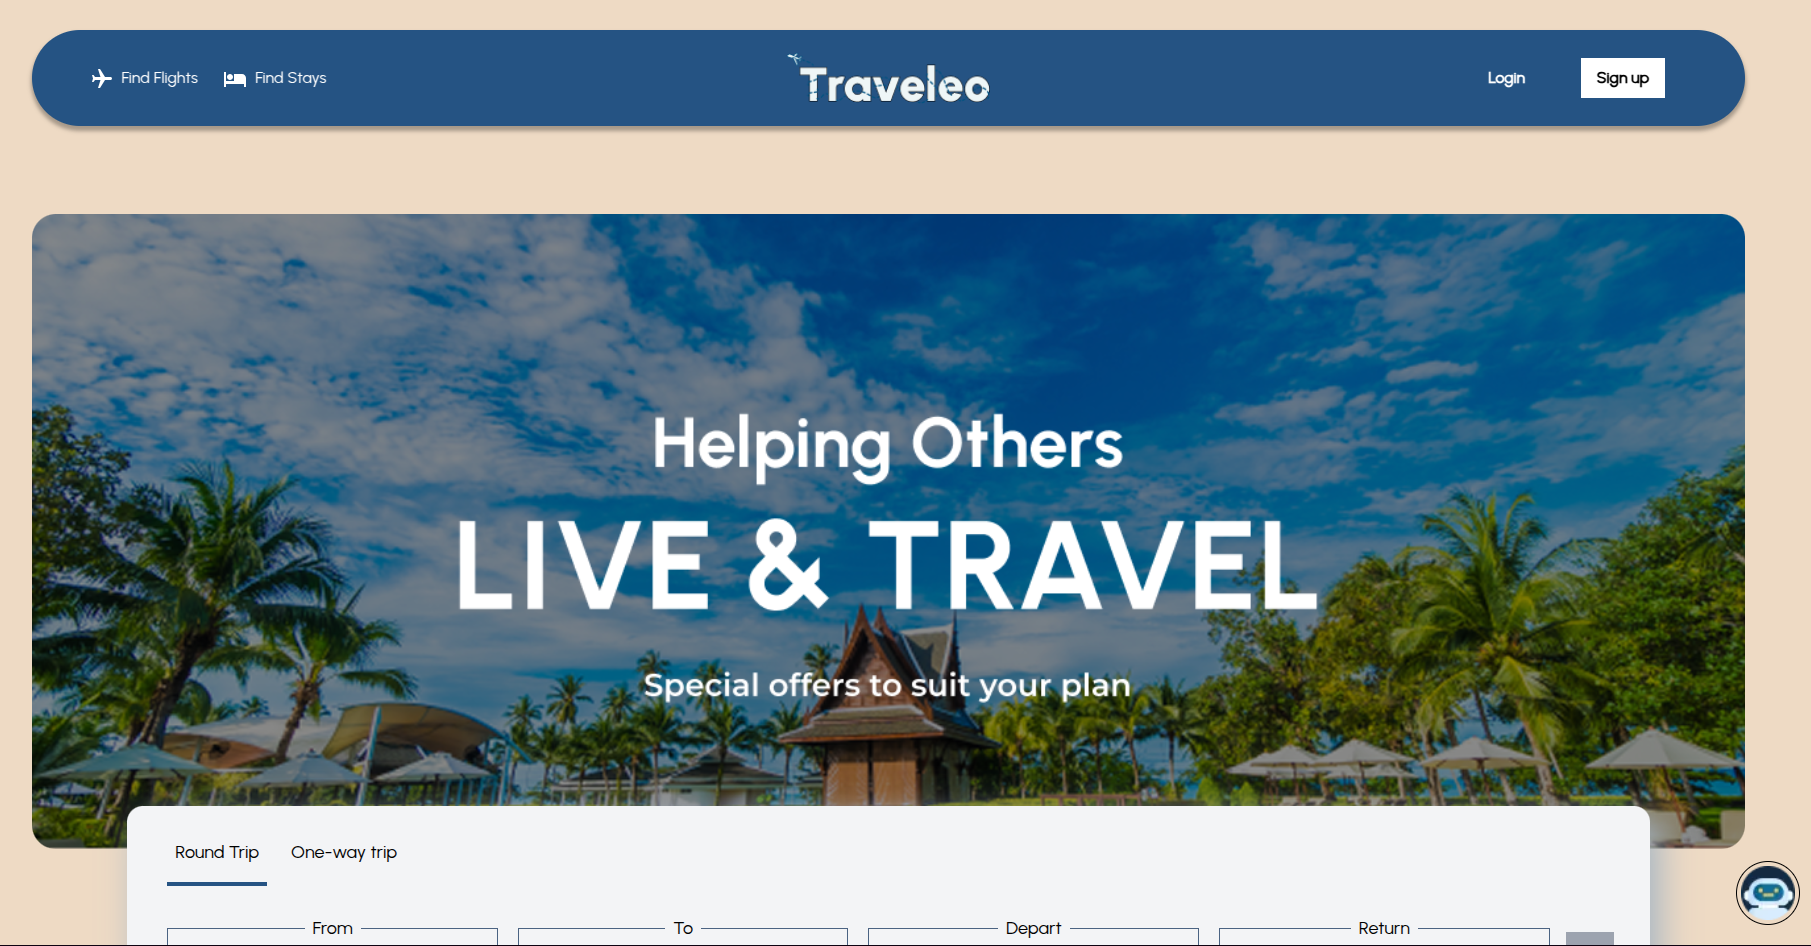 Find Flights
Find Stays
Traveleo
Login
Sign up
Helping Others
LIVE & TRAVEL
Special offers to suit your plan
Round Trip
One-way trip
From
To
Depart
Return